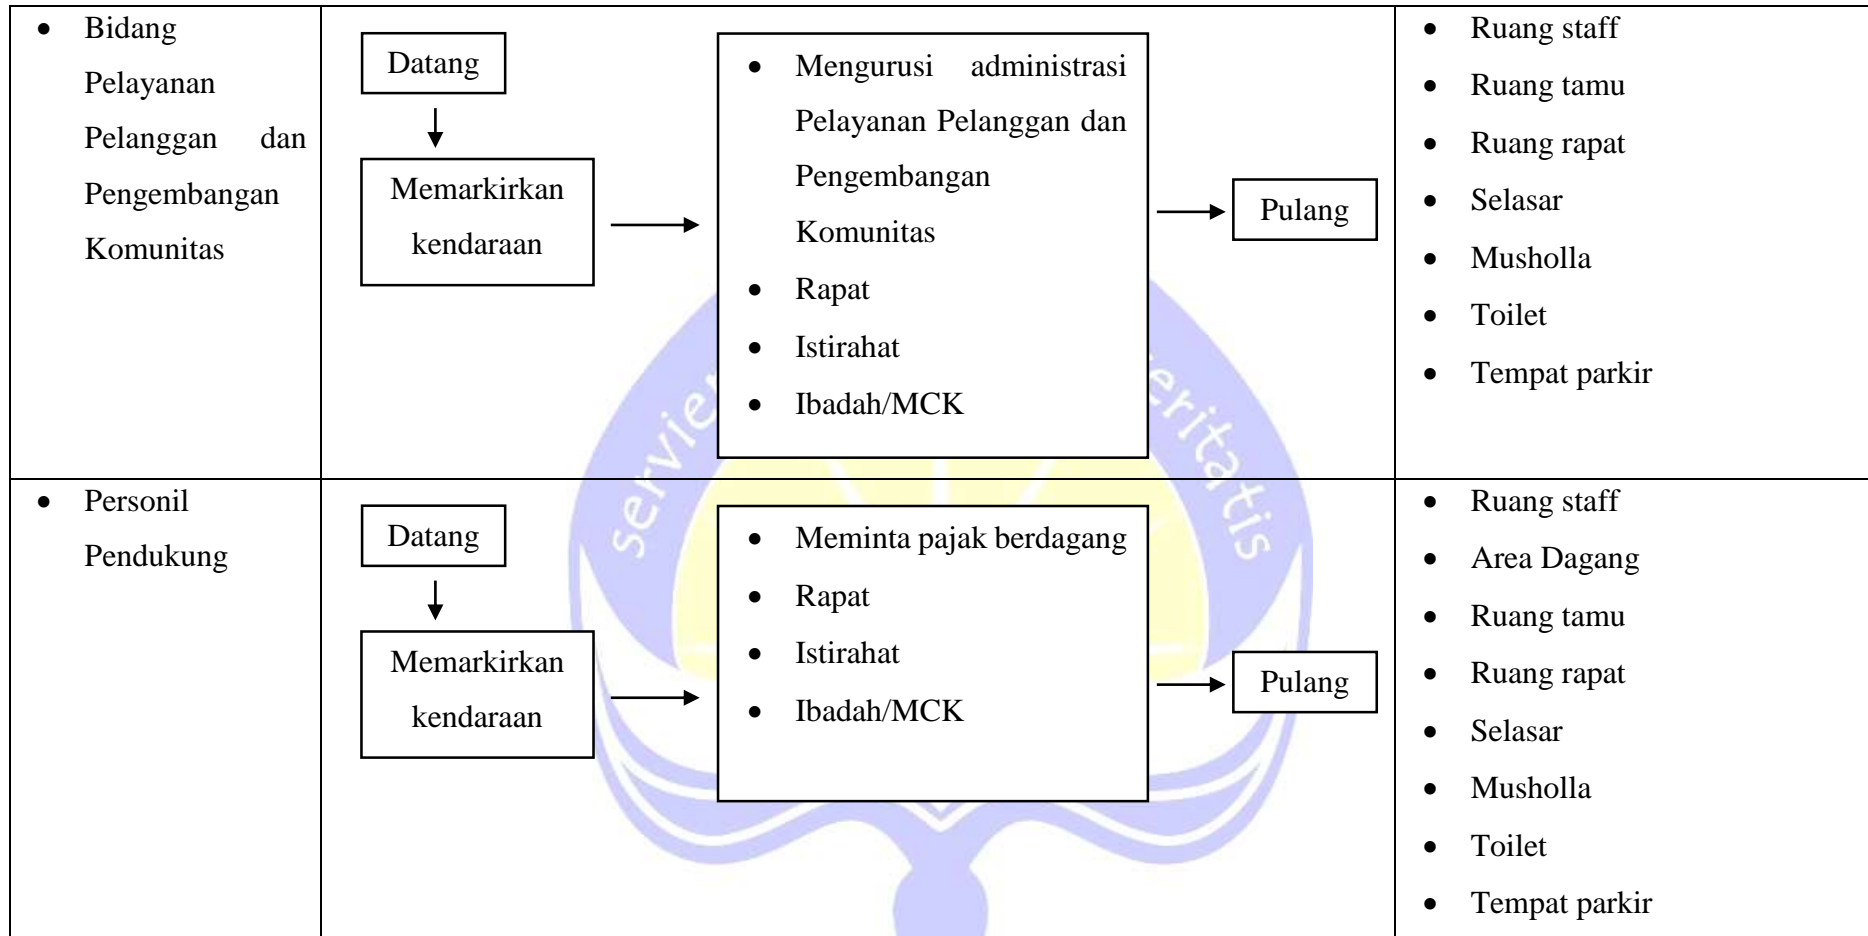 • Bidang
Pelayanan
Pelanggan dan
Pengembangan
Komunitas
Datang
Memarkirkan
kendaraan
• Mengurusi administrasi
Pelayanan Pelanggan dan
Pengembangan
Komunitas
• Rapat
• Istirahat
• Ibadah/MCK
Pulang
• Ruang staff
• Ruang tamu
• Ruang rapat
• Selasar
• Musholla
• Toilet
• Tempat parkir
• Personil
Pendukung
Datang
Memarkirkan
kendaraan
• Meminta pajak berdagang
• Rapat
• Istirahat
• Ibadah/MCK
Pulang
• Ruang staff
• Area Dagang
• Ruang tamu
• Ruang rapat
• Selasar
• Musholla
• Toilet
• Tempat parkir